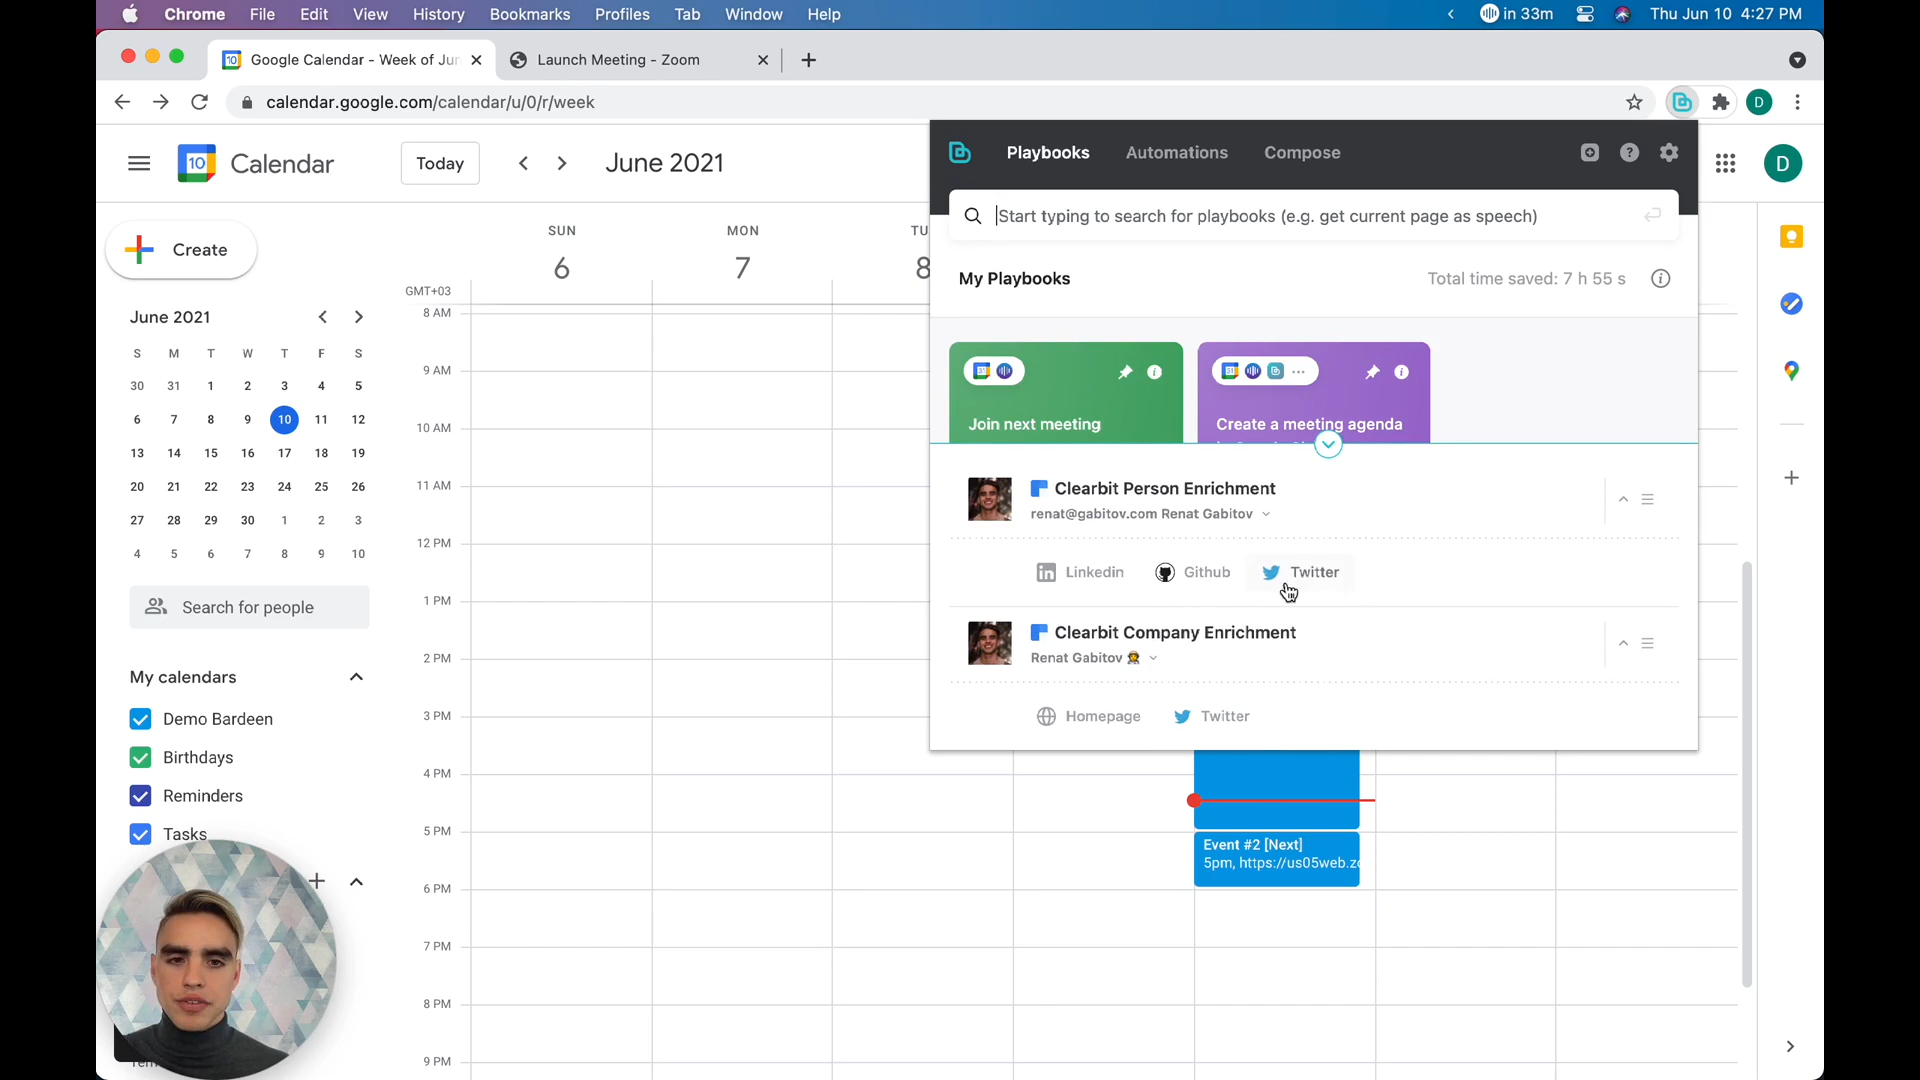 Chrome File Edit View History Bookmarks Profiles Tab Window Help in 33m Thu Jun 10 4:27 PM
Google Calendar - Week of Jun Launch Meeting - Zoom
calendar.google.com/calendar/u/0/r/week D
10 Calendar Today June 2021 D
Create
SUN MON TU
6 7 8
GMT+03
8 AM
9 AM
10 AM
11 AM
12 PM
1 PM
2 PM
3 PM
4 PM
5 PM
6 PM
7 PM
8 PM
9 PM
June 2021
S M T W T F S
30 31 1 2 3 4 5
6 7 8 9 10 11 12
13 14 15 16 17 18 19
20 21 22 23 24 25 26
27 28 29 30 1 2 3
4 5 6 7 8 9 10
Search for people
My calendars
Demo Bardeen
Birthdays
Reminders
Tasks
Playbooks Automations Compose
Start typing to search for playbooks (e.g. get current page as speech)
My Playbooks Total time saved: 7 h 55 s
Join next meeting
Create a meeting agenda
Clearbit Person Enrichment
renat@gabitov.com Renat Gabitov
Linkedin Github Twitter
Clearbit Company Enrichment
Renat Gabitov
Homepage Twitter
Event #2 [Next]
5pm, https://us05web.zo